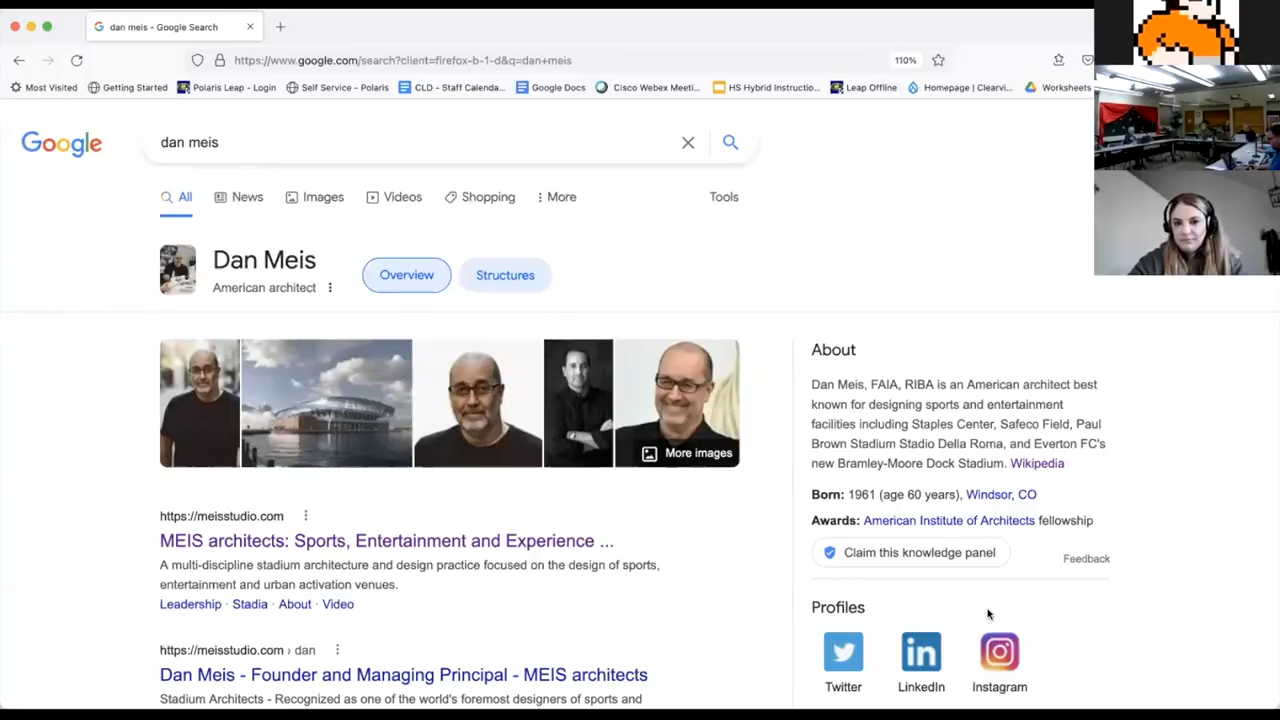 dan meis - Google Search
https://www.google.com/search?client=firefox-b-1-d&q=dan+meis
110%
Most Visited
Getting Started
Polaris Leap - Login
Self Service - Polaris
CLD - Staff Calenda...
Google Docs
Cisco Webex Meeti...
HS Hybrid Instructio...
Leap Offline
Homepage | Clearvi...
Worksheets
Google
dan meis
All
News
Images
Videos
Shopping
More
Tools
Dan Meis
American architect
Overview
Structures
More images
https://meisstudio.com
MEIS architects: Sports, Entertainment and Experience ...
A multi-discipline stadium architecture and design practice focused on the design of sports,
entertainment and urban activation venues.
Leadership · Stadia · About · Video
https://meisstudio.com › dan
Dan Meis - Founder and Managing Principal - MEIS architects
Stadium Architects - Recognized as one of the world's foremost designers of sports and
About
Dan Meis, FAIA, RIBA is an American architect best
known for designing sports and entertainment
facilities including Staples Center, Safeco Field, Paul
Brown Stadium Stadio Della Roma, and Everton FC's
new Bramley-Moore Dock Stadium. Wikipedia
Born: 1961 (age 60 years), Windsor, CO
Awards: American Institute of Architects fellowship
Claim this knowledge panel
Feedback
Profiles
Twitter
LinkedIn
Instagram